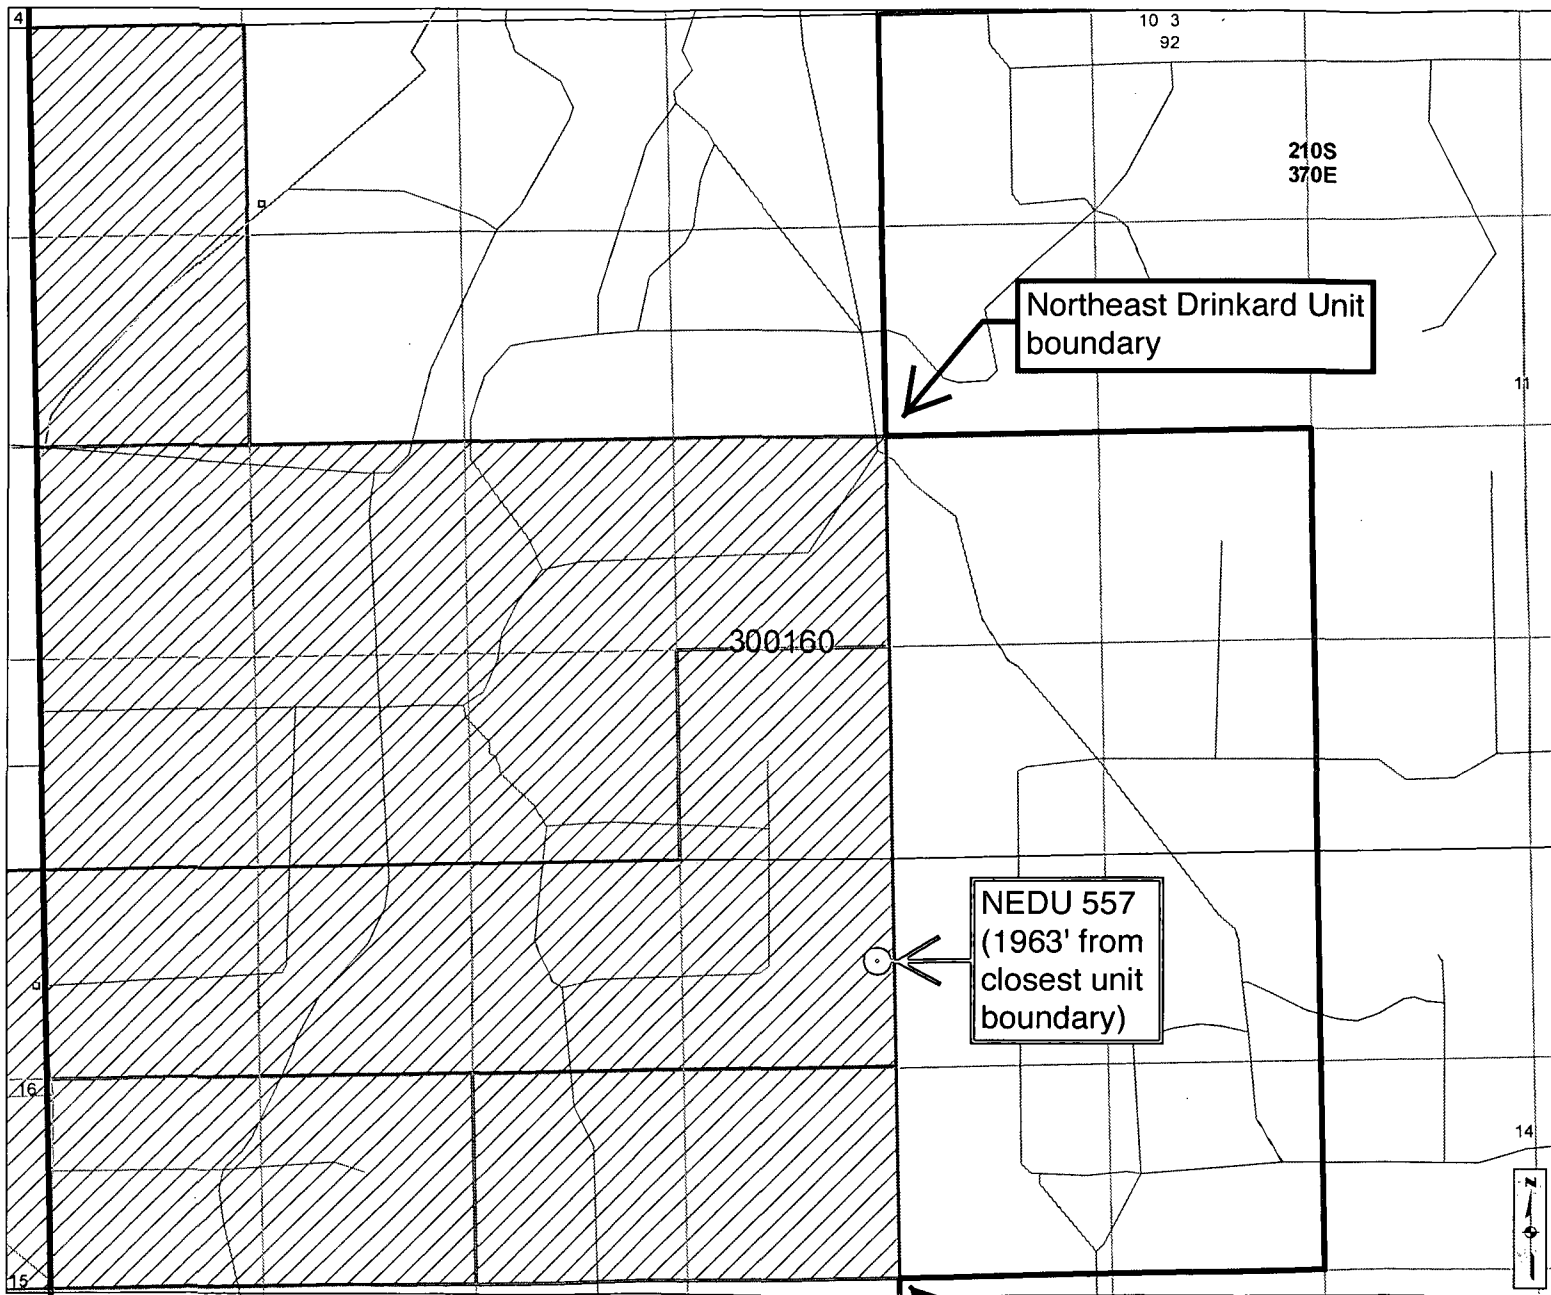 4
10 3
92
210S
370E
Northeast Drinkard Unit
boundary
11
300160
NEDU 557
(1963' from
closest unit
boundary)
16
14
N
15